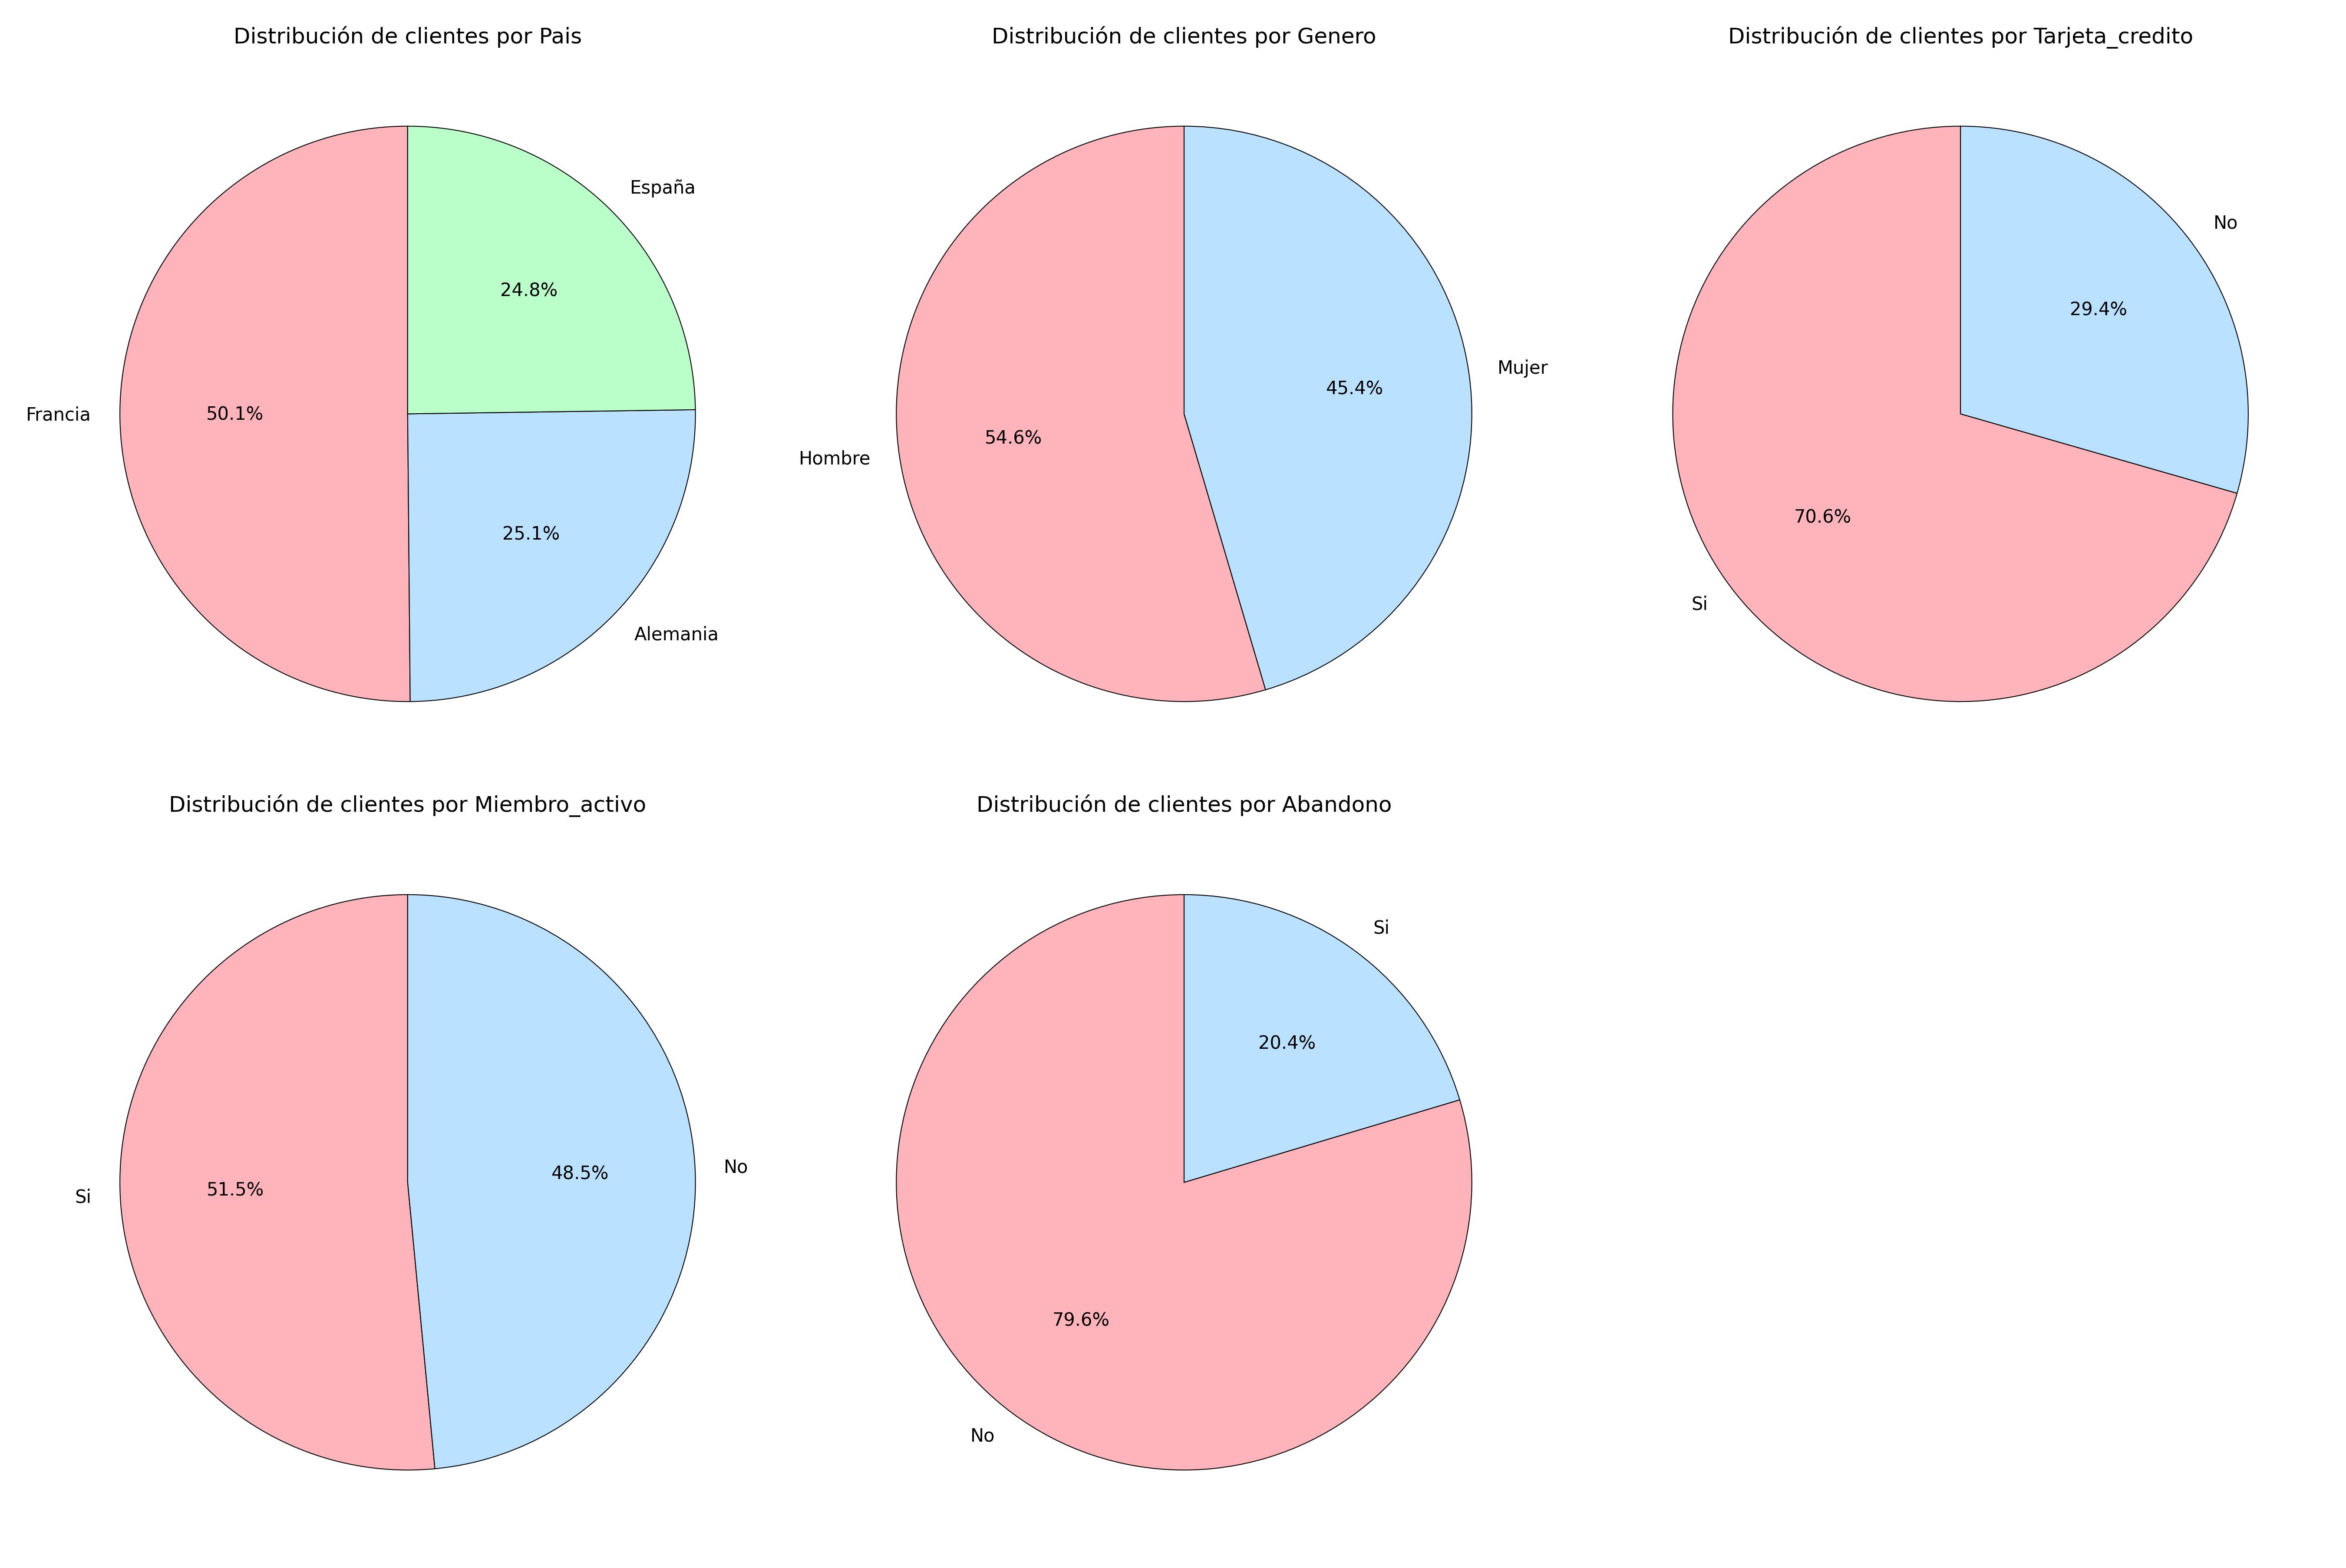 Distribución de clientes por Pais
España
24.8%
Francia
50.1%
25.1%
Alemania
Distribución de clientes por Genero
45.4%
Mujer
54.6%
Hombre
Distribución de clientes por Tarjeta_credito
No
29.4%
70.6%
Si
Distribución de clientes por Miembro_activo
No
48.5%
51.5%
Si
Distribución de clientes por Abandono
Si
20.4%
79.6%
No